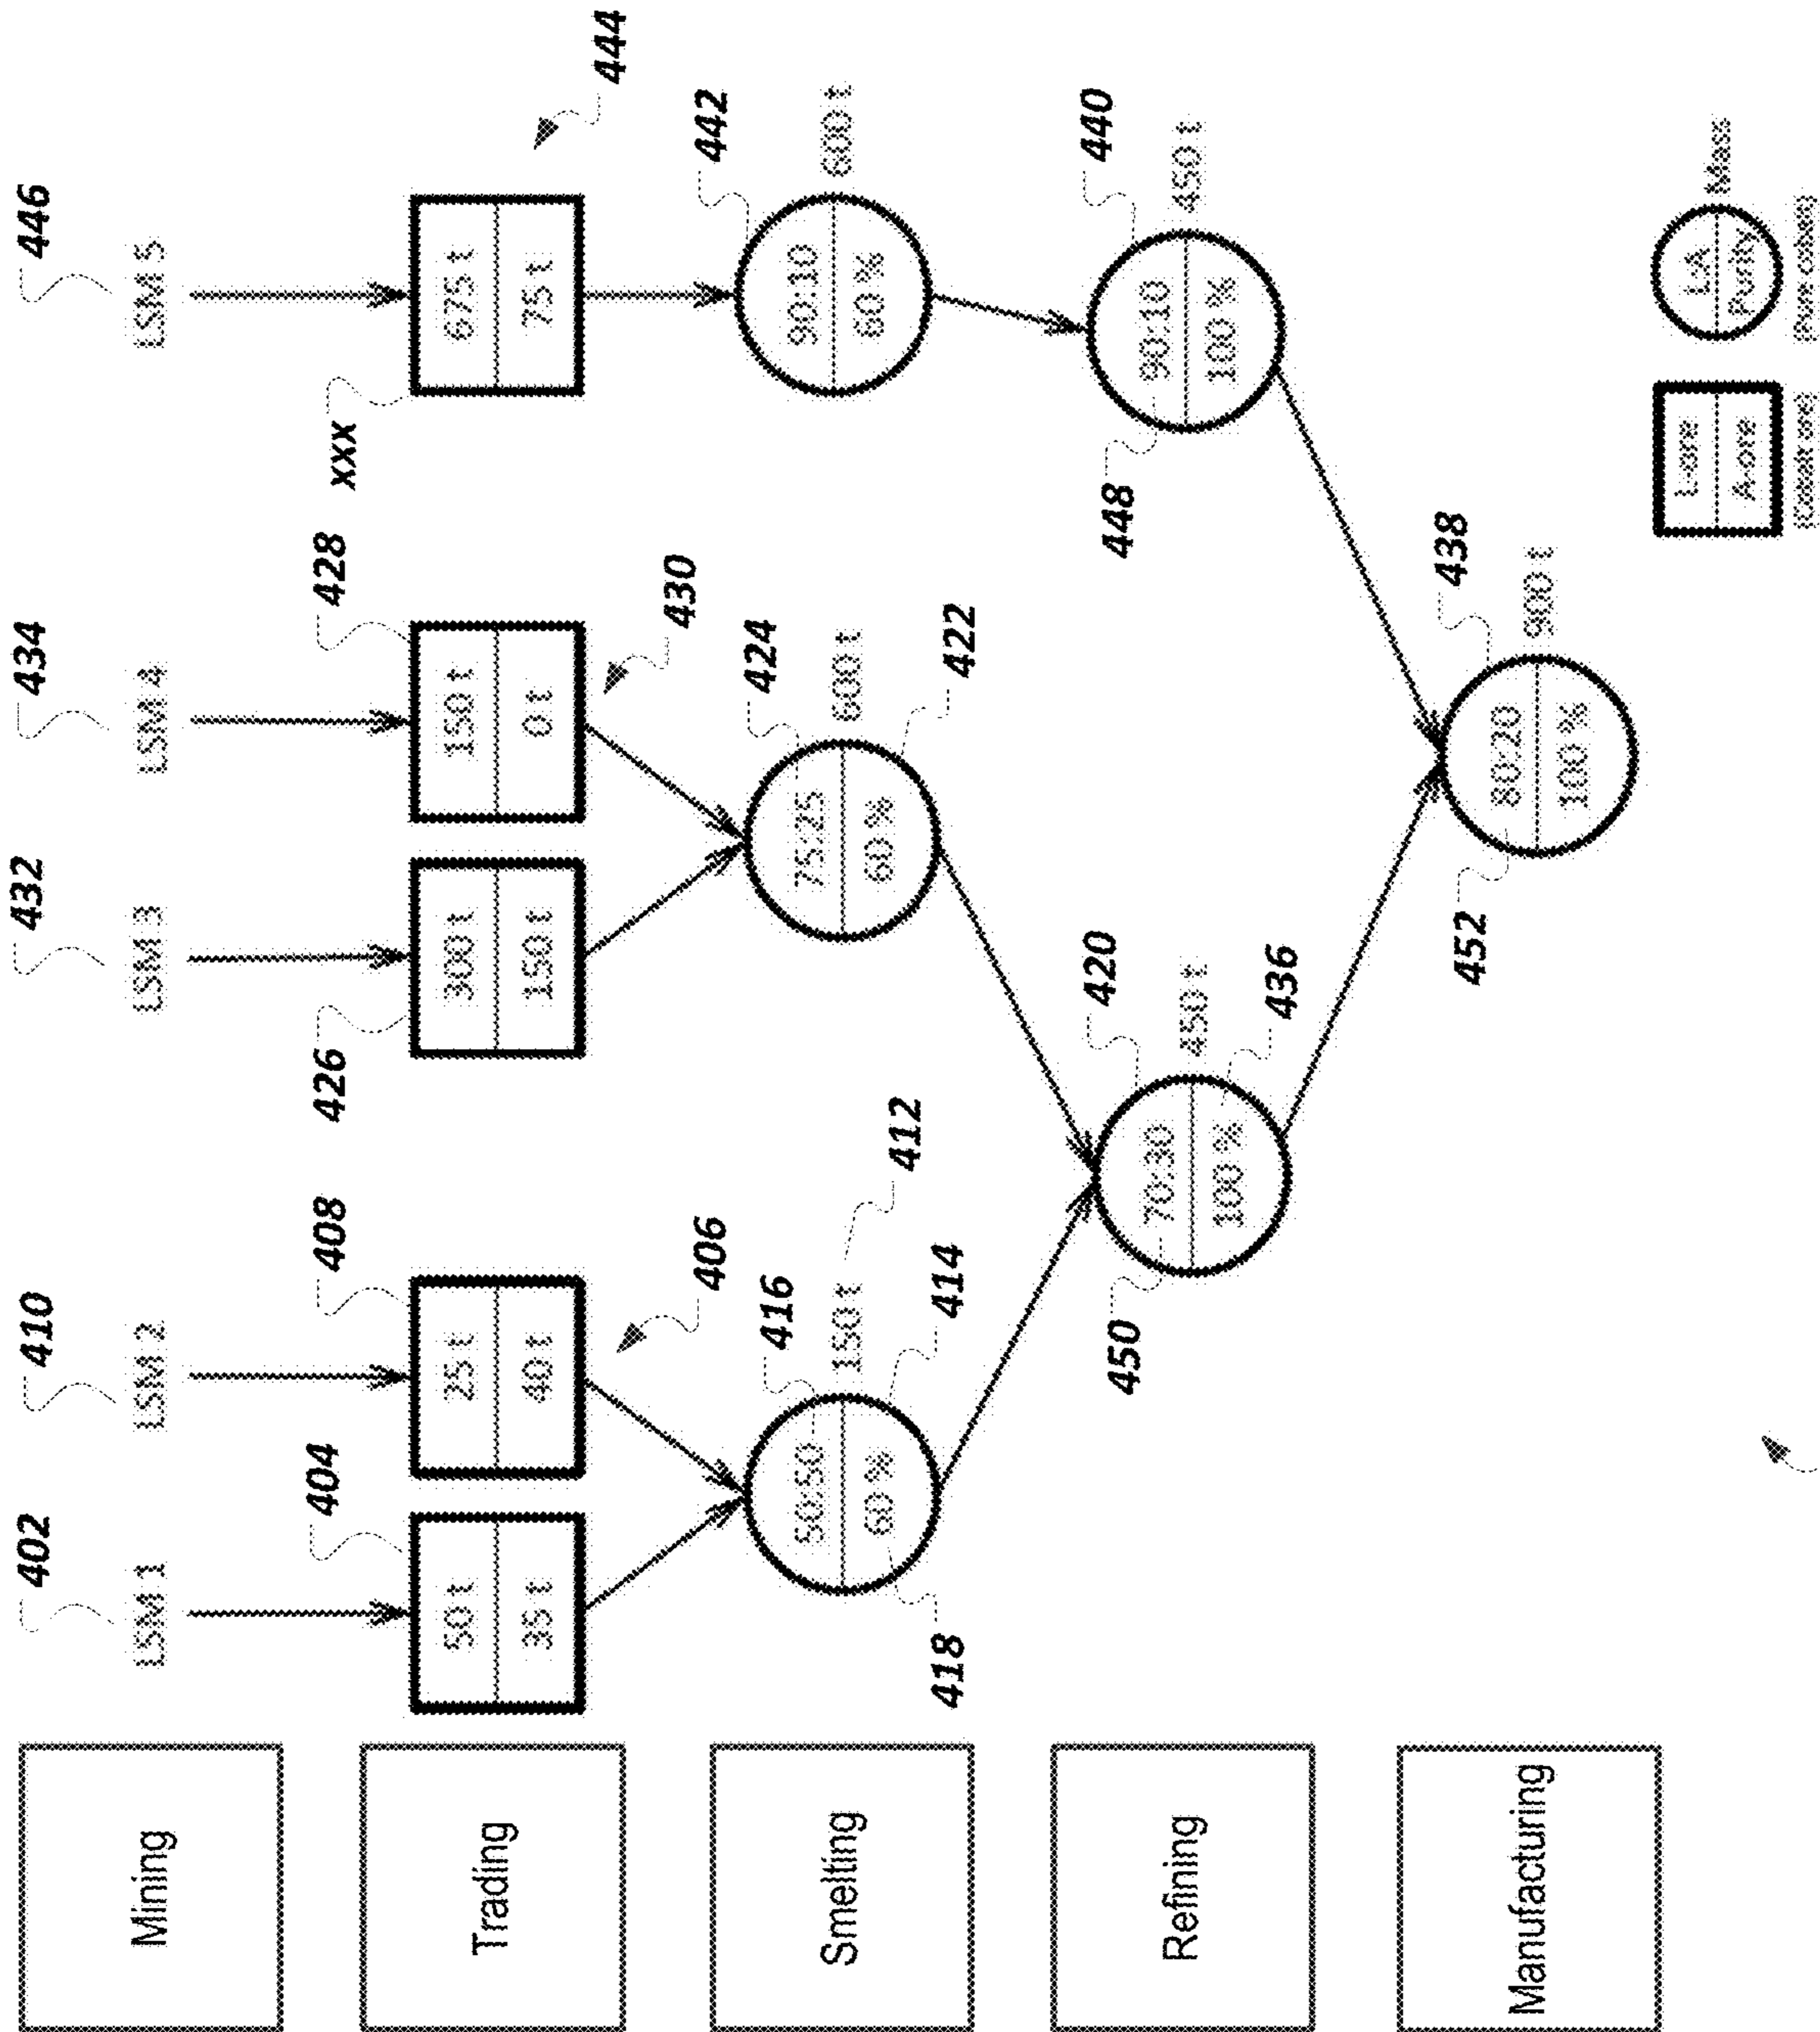 Mining
402
LSM 1
410
LSM 2
432
LSM 3
434
LSM 4
446
LSM 5
Trading
404
50 t
35 t
408
25 t
40 t
426
300 t
150 t
428
150 t
0 t
xxx
675 t
75 t
444
406
430
Smelting
416
50:50
60 %
150 t
412
418
414
424
75:25
60 %
600 t
422
442
90:10
60 %
600 t
Refining
420
70:30
100 %
450 t
450
436
440
90:10
100 %
450 t
448
Manufacturing
438
80:20
100 %
900 t
452
L-ore
A-ore
L:A
Purity
Mass